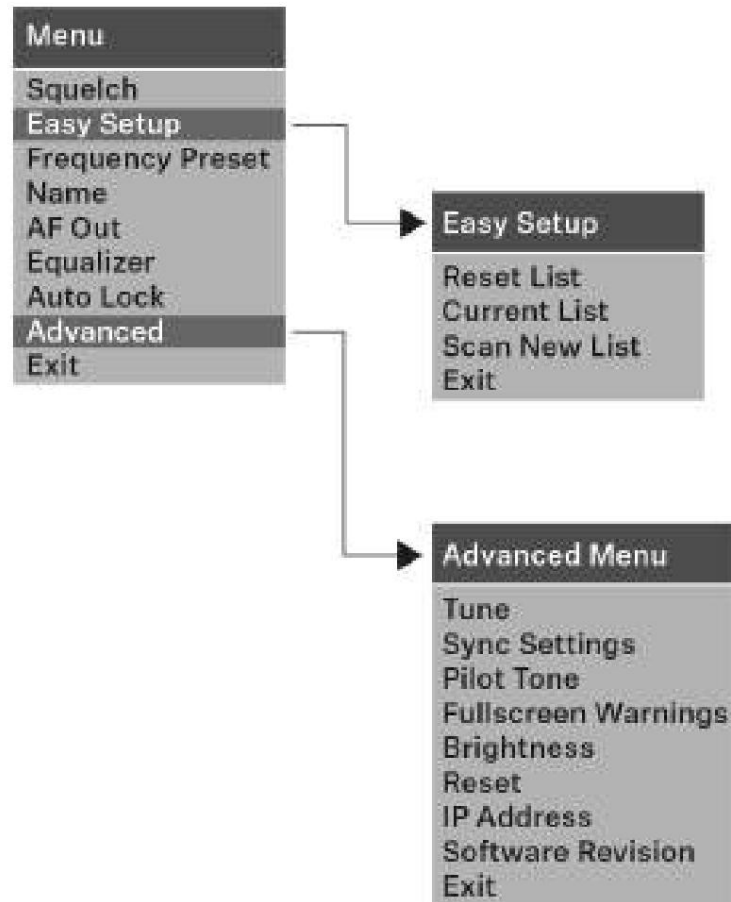 Menu
Squelch
Easy Setup
Frequency Preset
Name
AF Out
Equalizer
Auto Lock
Advanced
Exit
Easy Setup
Reset List
Current List
Scan New List
Exit
Advanced Menu
Tune
Sync Settings
Pilot Tone
Fullscreen Warnings
Brightness
Reset
IP Address
Software Revision
Exit